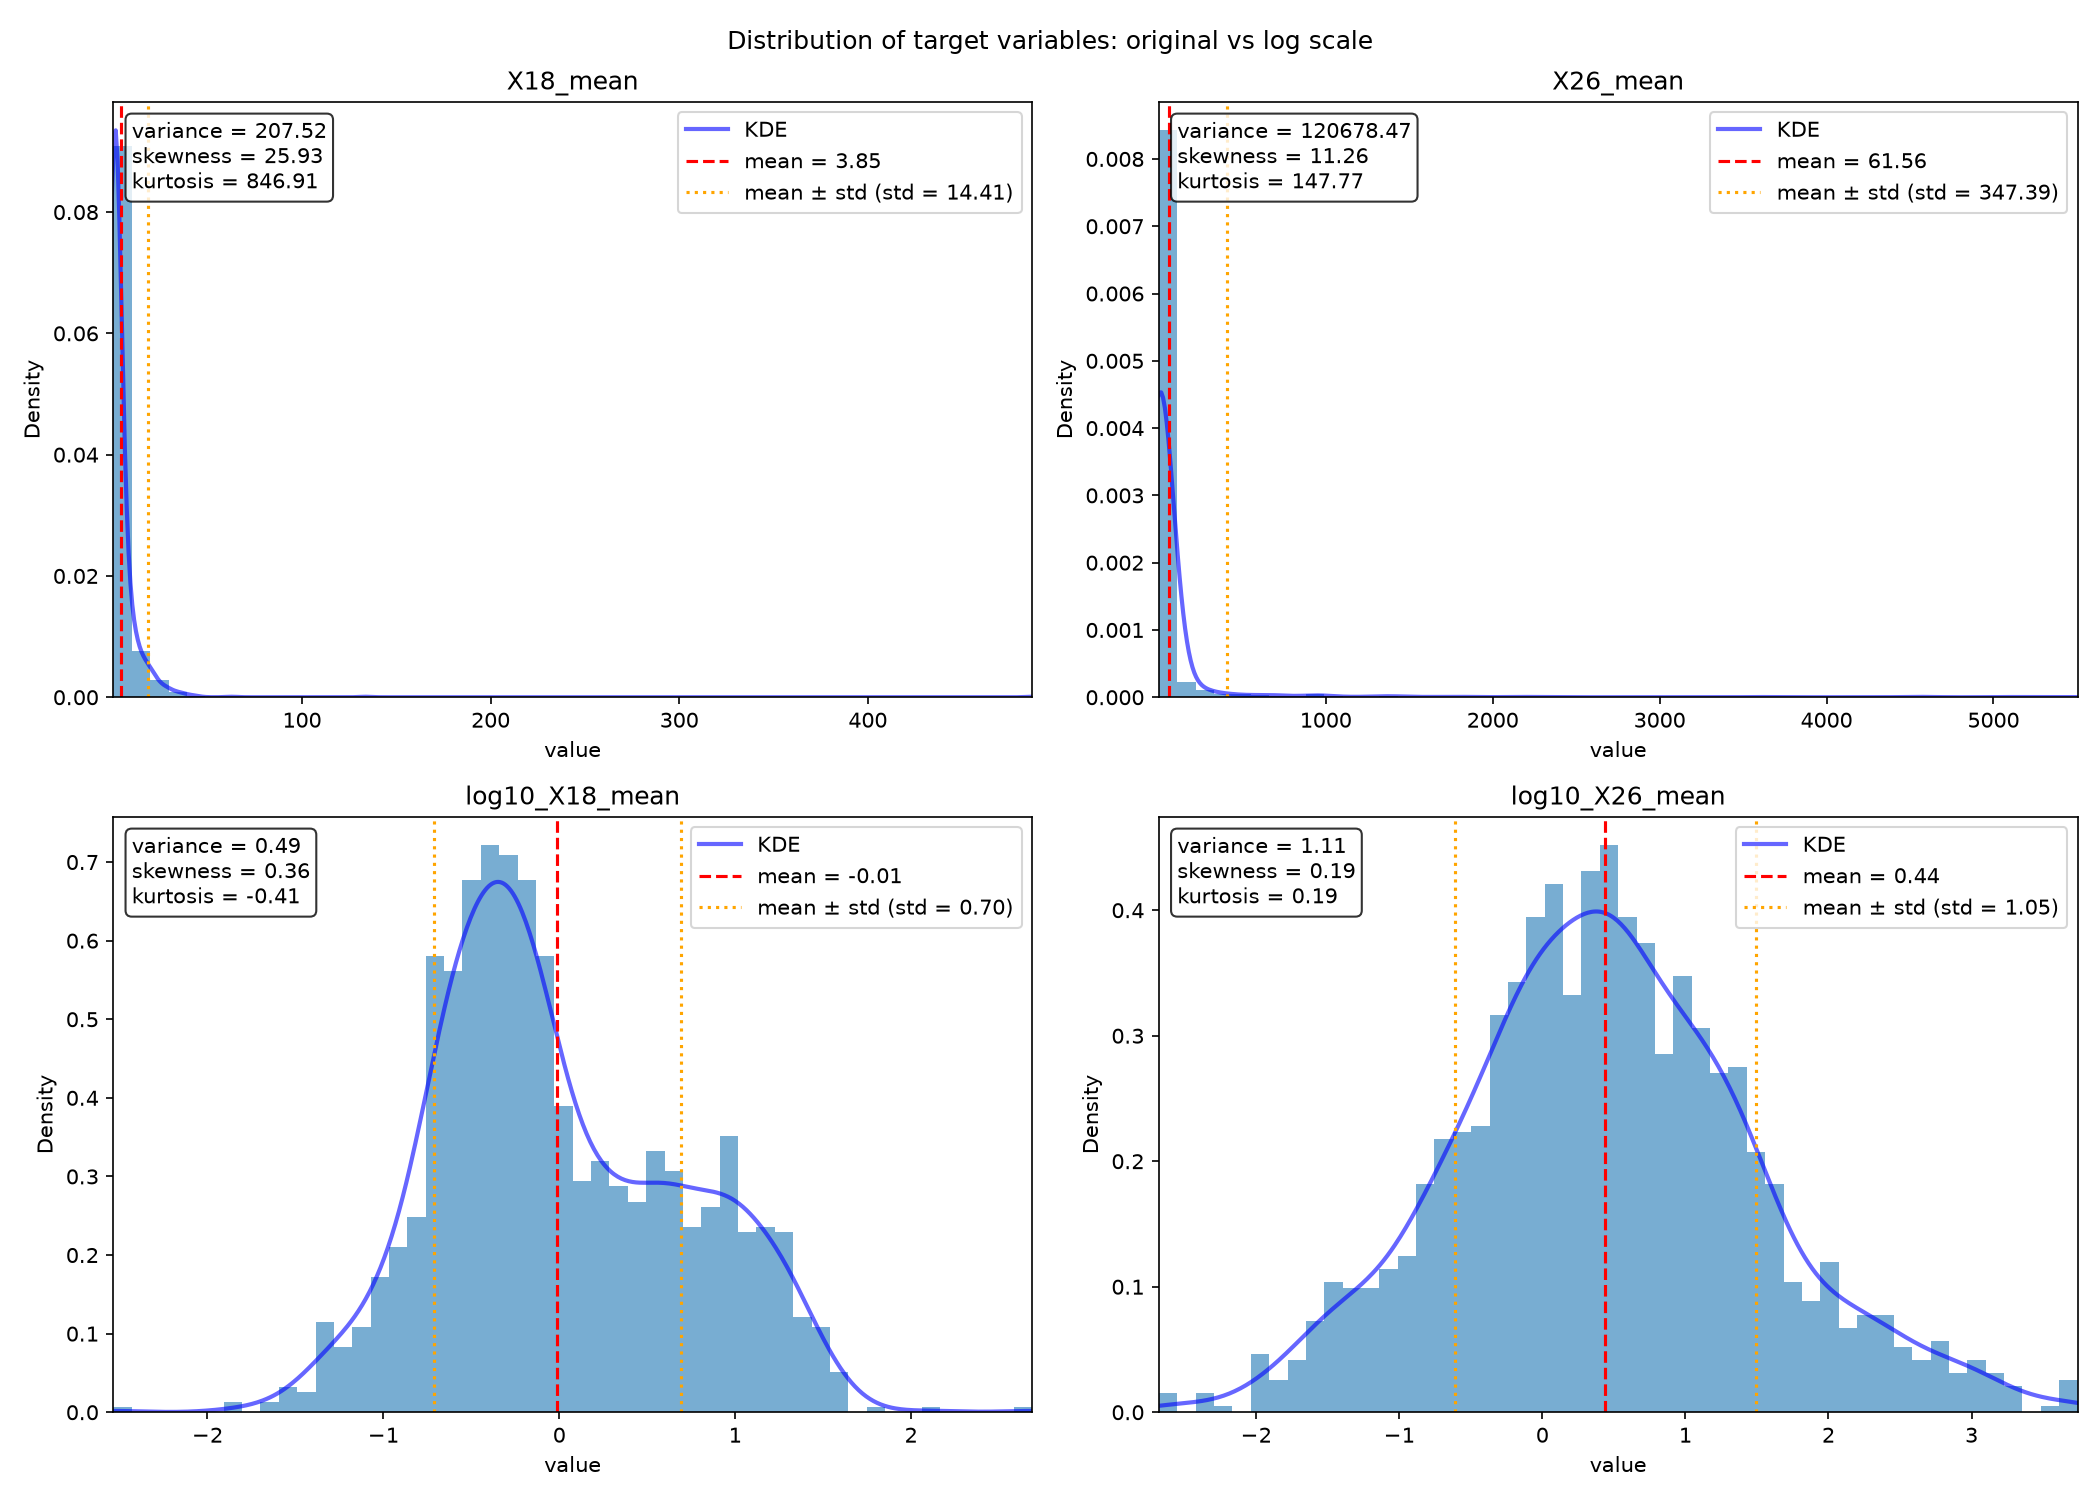 Distribution of target variables: original vs log scale
X18_mean
variance = 207.52
skewness = 25.93
kurtosis = 846.91
KDE
mean = 3.85
mean ± std (std = 14.41)
Density
0.08
0.06
0.04
0.02
0.00
100 200 300 400
value
X26_mean
variance = 120678.47
skewness = 11.26
kurtosis = 147.77
KDE
mean = 61.56
mean ± std (std = 347.39)
Density
0.008
0.007
0.006
0.005
0.004
0.003
0.002
0.001
0.000
1000 2000 3000 4000 5000
value
log10_X18_mean
variance = 0.49
skewness = 0.36
kurtosis = -0.41
KDE
mean = -0.01
mean ± std (std = 0.70)
Density
0.7
0.6
0.5
0.4
0.3
0.2
0.1
0.0
−2 −1 0 1 2
value
log10_X26_mean
variance = 1.11
skewness = 0.19
kurtosis = 0.19
KDE
mean = 0.44
mean ± std (std = 1.05)
Density
0.4
0.3
0.2
0.1
0.0
−2 −1 0 1 2 3
value